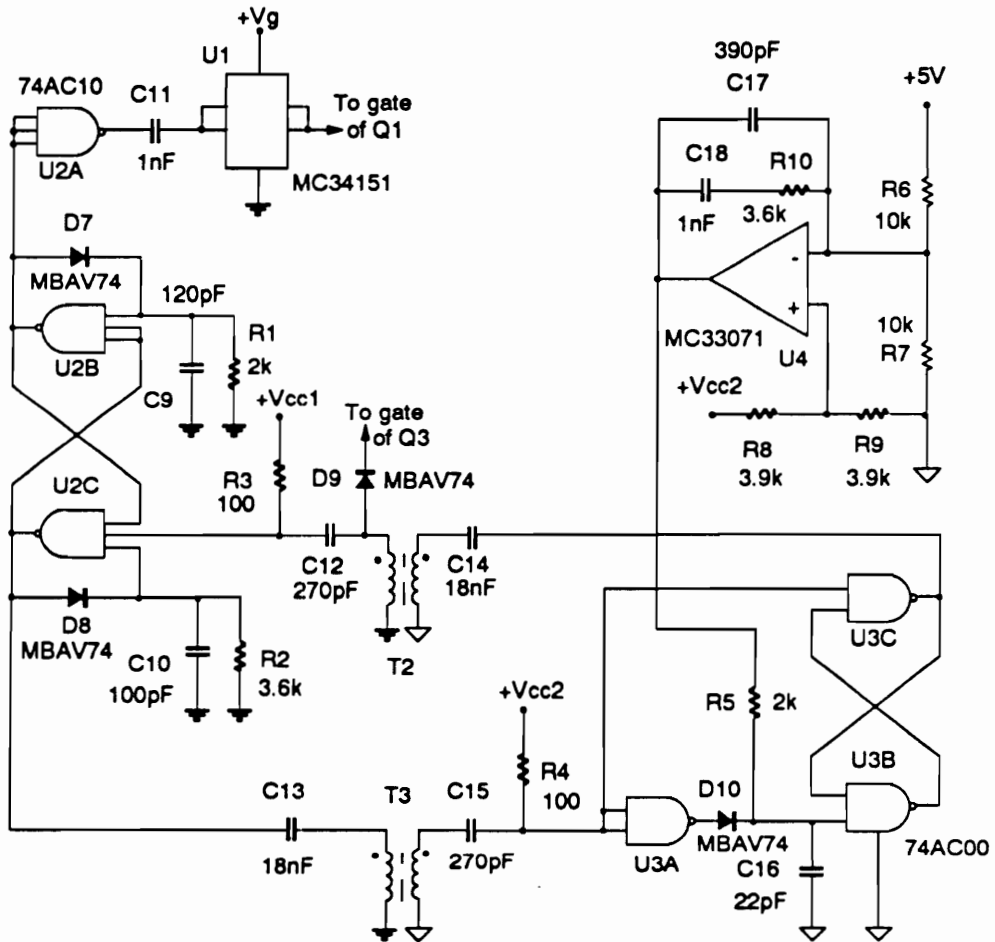 +Vg
U1
74AC10
C11
To gate
of Q1
U2A
1nF
MC34151
D7
MBAV74
120pF
U2B
R1
2k
C9
+Vcc1
To gate
of Q3
U2C
R3
100
D9
MBAV74
C12
270pF
C14
18nF
D8
MBAV74
C10
100pF
R2
3.6k
T2
390pF
C17
+5V
C18
R10
1nF
3.6k
R6
10k
-
+
MC33071
U4
10k
R7
+Vcc2
R8
3.9k
R9
3.9k
U3C
+Vcc2
R5
2k
U3B
C13
18nF
T3
C15
270pF
R4
100
D10
U3A
MBAV74
C16
22pF
74AC00